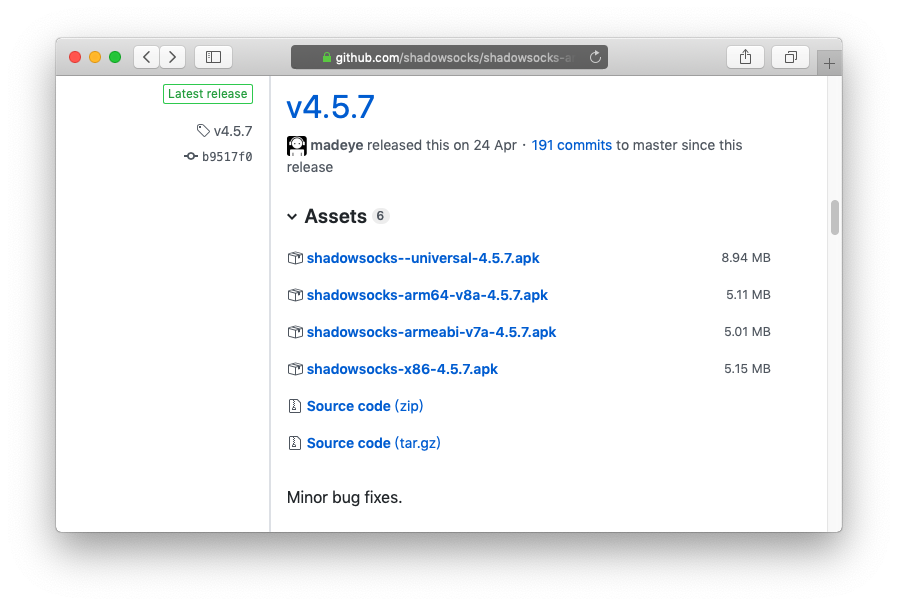 github.com/shadowsocks/shadowsocks-a
Latest release
v4.5.7
b9517f0
v4.5.7
madeye released this on 24 Apr · 191 commits to master since this
release
Assets 6
shadowsocks--universal-4.5.7.apk 8.94 MB
shadowsocks-arm64-v8a-4.5.7.apk 5.11 MB
shadowsocks-armeabi-v7a-4.5.7.apk 5.01 MB
shadowsocks-x86-4.5.7.apk 5.15 MB
Source code (zip)
Source code (tar.gz)
Minor bug fixes.